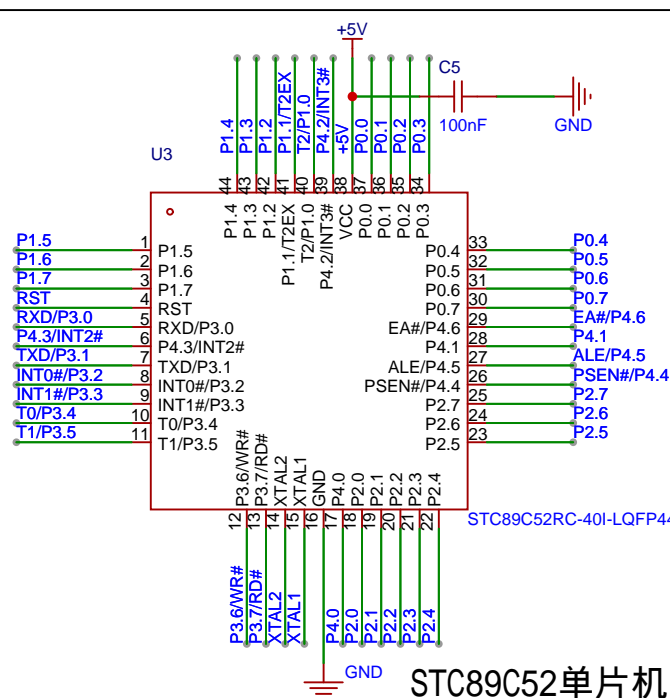 +5V
C5
100nF
GND
P1.4
P1.3
P1.2
P1.1/T2EX
T2/P1.0
P4.2/INT3#
+5V
P0.0
P0.1
P0.2
P0.3
U3
44
43
42
41
40
39
38
37
36
35
34
P1.4
P1.3
P1.2
P1.1/T2EX
T2/P1.0
P4.2/INT3#
VCC
P0.0
P0.1
P0.2
P0.3
P1.5 1 P1.5
P1.6 2 P1.6
P1.7 3 P1.7
RST 4 RST
RXD/P3.0 5 RXD/P3.0
P4.3/INT2# 6 P4.3/INT2#
TXD/P3.1 7 TXD/P3.1
INT0#/P3.2 8 INT0#/P3.2
INT1#/P3.3 9 INT1#/P3.3
T0/P3.4 10 T0/P3.4
T1/P3.5 11 T1/P3.5
P0.4 33 P0.4
P0.5 32 P0.5
P0.6 31 P0.6
P0.7 30 P0.7
EA#/P4.6 29 EA#/P4.6
P4.1 28 P4.1
ALE/P4.5 27 ALE/P4.5
PSEN#/P4.4 26 PSEN#/P4.4
P2.7 25 P2.7
P2.6 24 P2.6
P2.5 23 P2.5
P3.6/WR#
P3.7/RD#
XTAL2
XTAL1
GND
P4.0
P2.0
P2.1
P2.2
P2.3
P2.4
12
13
14
15
16
17
18
19
20
21
22
STC89C52RC-40I-LQFP44
P3.6/WR#
P3.7/RD#
XTAL2
XTAL1
P4.0
P2.0
P2.1
P2.2
P2.3
P2.4
GND
STC89C52单片机